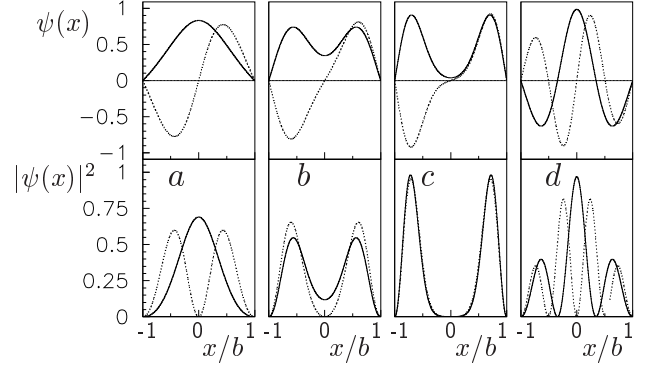 ψ(x)
1
0.5
0
−0.5
−1
|ψ(x)|²
a b c d
1
0.75
0.5
0.25
0
-1 0 1 -1 0 1 -1 0 1 -1 0 1
x/b x/b x/b x/b